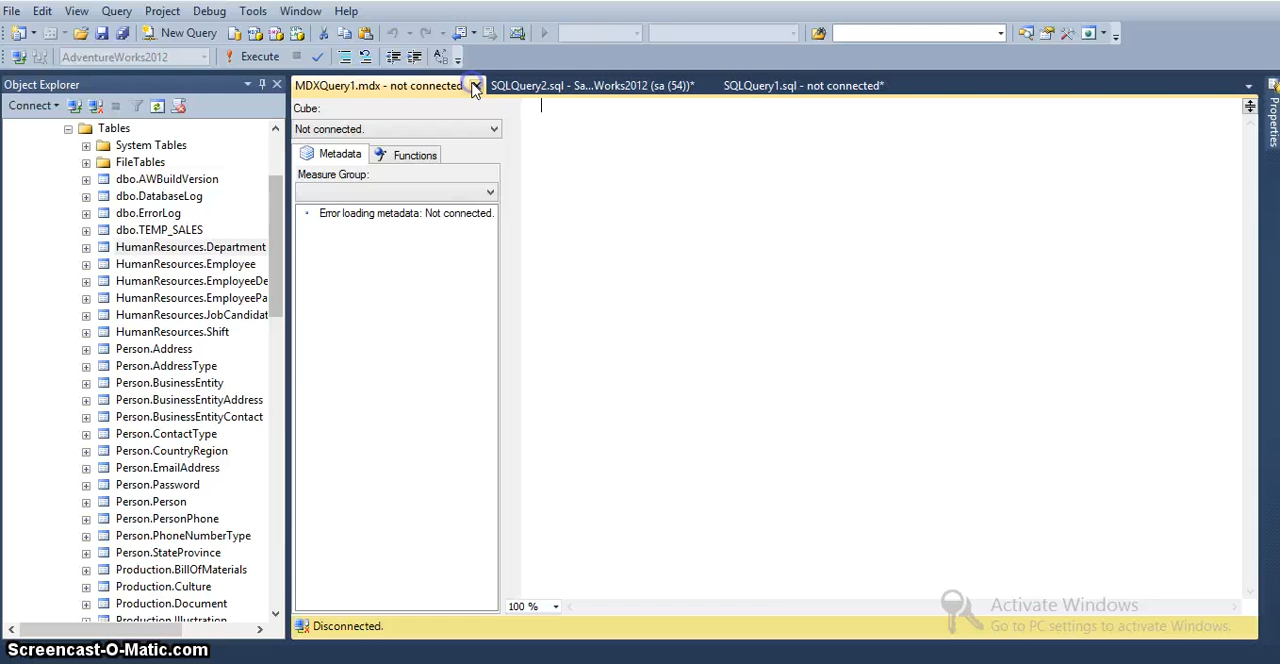 File Edit View Query Project Debug Tools Window Help
New Query
AdventureWorks2012 Execute
Object Explorer
Connect
Tables
System Tables
FileTables
dbo.AWBuildVersion
dbo.DatabaseLog
dbo.ErrorLog
dbo.TEMP_SALES
HumanResources.Department
HumanResources.Employee
HumanResources.EmployeeDe
HumanResources.EmployeePa
HumanResources.JobCandidat
HumanResources.Shift
Person.Address
Person.AddressType
Person.BusinessEntity
Person.BusinessEntityAddress
Person.BusinessEntityContact
Person.ContactType
Person.CountryRegion
Person.EmailAddress
Person.Password
Person.Person
Person.PersonPhone
Person.PhoneNumberType
Person.StateProvince
Production.BillOfMaterials
Production.Culture
Production.Document
Production.Illustration
MDXQuery1.mdx - not connected SQLQuery2.sql - Sa...Works2012 (sa (54))* SQLQuery1.sql - not connected*
Cube:
Not connected.
Metadata Functions
Measure Group:
Error loading metadata: Not connected.
100 %
Disconnected.
Properties
Activate Windows
Go to PC settings to activate Windows.
Screencast-O-Matic.com